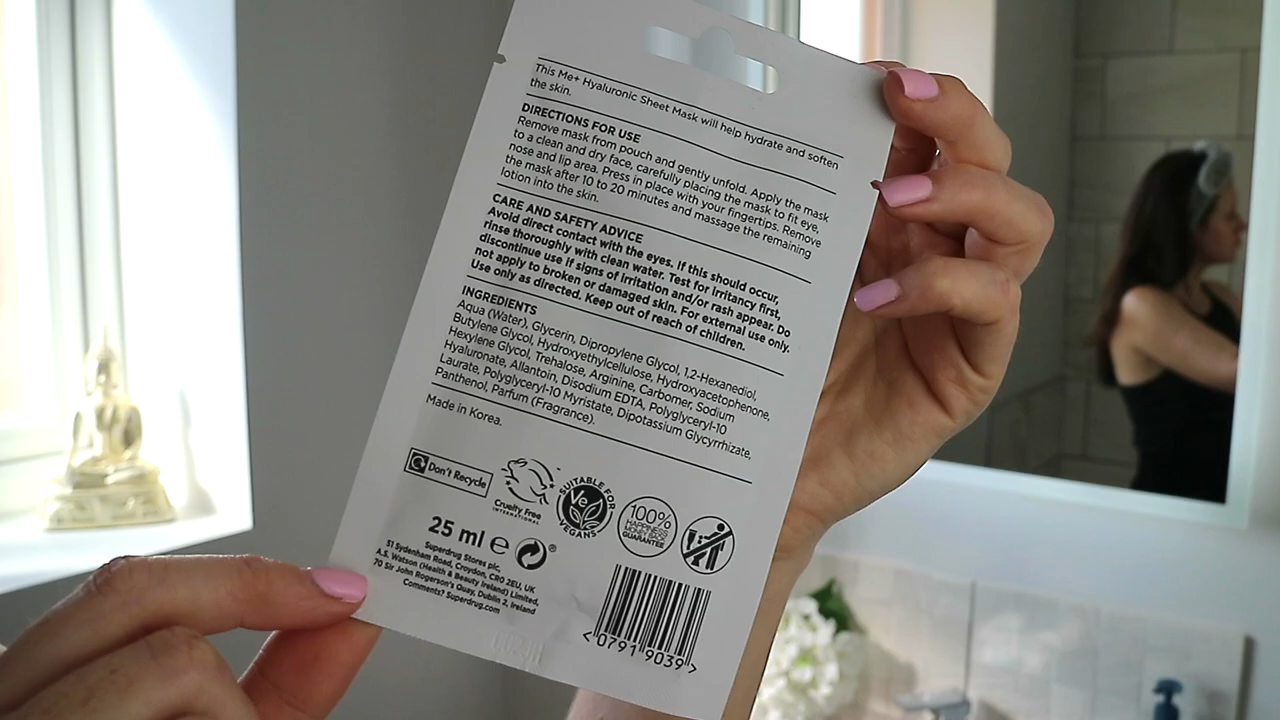 This Me+ Hyaluronic Sheet Mask will help hydrate and soften
the skin.
DIRECTIONS FOR USE
Remove mask from pouch and gently unfold. Apply the mask
to a clean and dry face, carefully placing the mask to fit eye,
nose and lip area. Press in place with your fingertips. Remove
the mask after 10 to 20 minutes and massage the remaining
lotion into the skin.
CARE AND SAFETY ADVICE
Avoid direct contact with the eyes. If this should occur,
rinse thoroughly with clean water. Test for irritancy first,
discontinue use if signs of irritation and/or rash appear. Do
not apply to broken or damaged skin. For external use only.
Use only as directed. Keep out of reach of children.
INGREDIENTS
Aqua (Water), Glycerin, Dipropylene Glycol, 1,2-Hexanediol,
Butylene Glycol, Hydroxyethylcellulose, Hydroxyacetophenone,
Hexylene Glycol, Trehalose, Arginine, Carbomer, Sodium
Hyaluronate, Allantoin, Disodium EDTA, Polyglyceryl-10
Laurate, Polyglyceryl-10 Myristate, Dipotassium Glycyrrhizate,
Panthenol, Parfum (Fragrance).
Made in Korea.
Don't Recycle
Cruelty Free
INTERNATIONAL
SUITABLE FOR
Ve
VEGANS
100%
HAPPINESS
MONEY BACK
GUARANTEE
25 ml e
Superdrug Stores plc,
51 Sydenham Road, Croydon, CR0 2EU, UK
A.S. Watson (Health & Beauty Ireland) Limited,
70 Sir John Rogerson's Quay, Dublin 2, Ireland
Comments? Superdrug.com
<0791 9039>